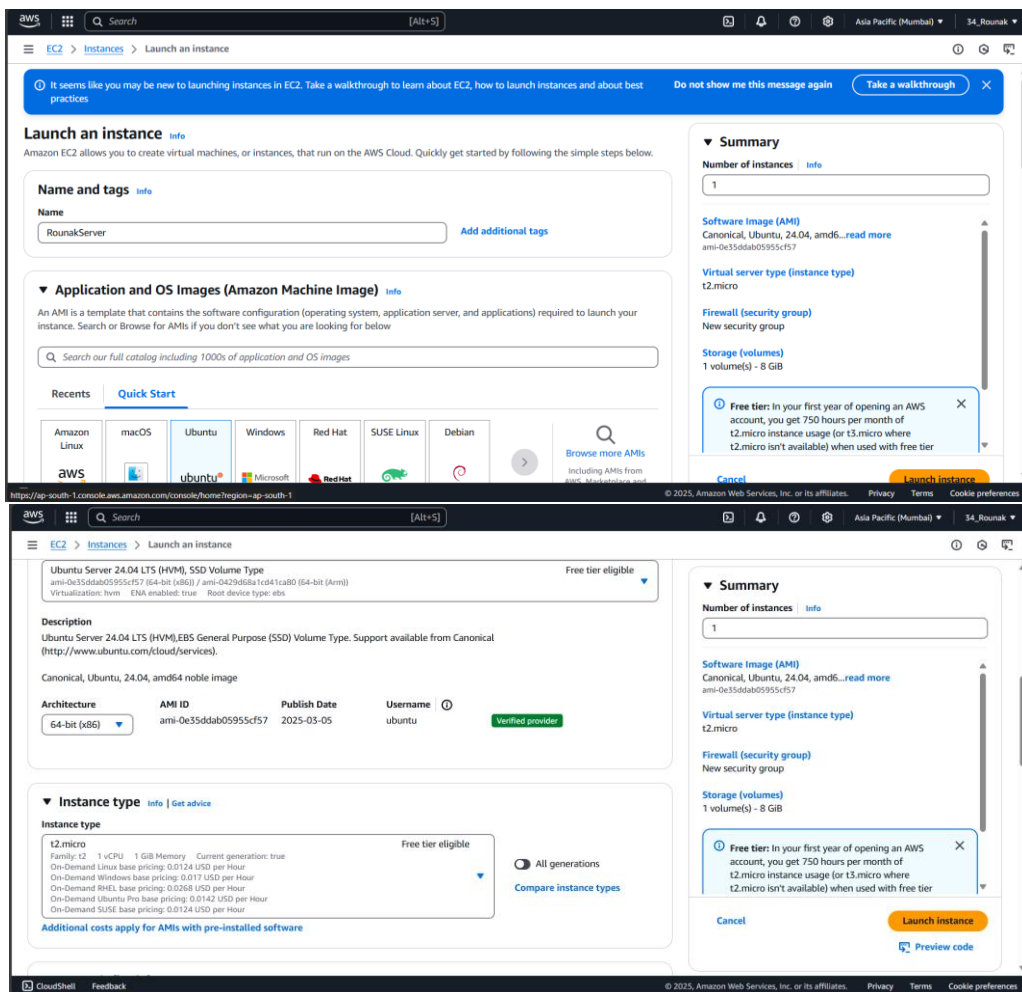 aws
Search
[Alt+S]
Asia Pacific (Mumbai)
34_Rounak
EC2 > Instances > Launch an instance
It seems like you may be new to launching instances in EC2. Take a walkthrough to learn about EC2, how to launch instances and about best
practices
Do not show me this message again
Take a walkthrough
Launch an instance Info
Amazon EC2 allows you to create virtual machines, or instances, that run on the AWS Cloud. Quickly get started by following the simple steps below.
Name and tags Info
Name
RounakServer
Add additional tags
Application and OS Images (Amazon Machine Image) Info
An AMI is a template that contains the software configuration (operating system, application server, and applications) required to launch your
instance. Search or Browse for AMIs if you don't see what you are looking for
below
Search our full catalog including 1000s of application and OS images
Recents
Quick Start
Amazon
Linux
aws
macOS
Ubuntu
ubuntu
Windows
Microsoft
Red Hat
Red Hat
SUSE Linux
Debian
Browse more AMIs
Including AMIs from
AWS, Marketplace and
Summary
Number of instances Info
1
Software Image (AMI)
Canonical, Ubuntu, 24.04, amd6...read more
ami-0e35ddab05955cf57
Virtual server type (instance type)
t2.micro
Firewall (security group)
New security group
Storage (volumes)
1 volume(s) - 8 GiB
Free tier: In your first year of opening an AWS
account, you get 750 hours per month of
t2.micro instance usage (or t3.micro where
t2.micro isn't available) when used with free tier
Cancel
Launch instance
https://ap-south-1.console.aws.amazon.com/console/home?region=ap-south-1
© 2025, Amazon Web Services, Inc. or its affiliates.
Privacy
Terms
Cookie preferences
aws
Search
[Alt+S]
Asia Pacific (Mumbai)
34_Rounak
EC2 > Instances > Launch an instance
Ubuntu Server 24.04 LTS (HVM), SSD Volume Type
Free tier eligible
ami-0e35ddab05955cf57 (64-bit (x86)) / ami-0429d68a1cd41ca80 (64-bit (Arm))
Virtualization: hvm ENA enabled: true Root device type: ebs
Description
Ubuntu Server 24.04 LTS (HVM),EBS General Purpose (SSD) Volume Type. Support available from Canonical
(http://www.ubuntu.com/cloud/services).
Canonical, Ubuntu, 24.04, amd64 noble image
Architecture
AMI ID
Publish Date
Username
64-bit (x86)
ami-0e35ddab05955cf57
2025-03-05
ubuntu
Verified provider
Instance type Info | Get advice
Instance type
t2.micro
Free tier eligible
Family: t2 1 vCPU 1 GiB Memory Current generation: true
On-Demand Linux base pricing: 0.0124 USD per Hour
On-Demand Windows base pricing: 0.017 USD per Hour
On-Demand RHEL base pricing: 0.0268 USD per Hour
On-Demand Ubuntu Pro base pricing: 0.0142 USD per Hour
On-Demand SUSE base pricing: 0.0124 USD per Hour
All generations
Compare instance types
Additional costs apply for AMIs with pre-installed software
Summary
Number of instances Info
1
Software Image (AMI)
Canonical, Ubuntu, 24.04, amd6...read more
ami-0e35ddab05955cf57
Virtual server type (instance type)
t2.micro
Firewall (security group)
New security group
Storage (volumes)
1 volume(s) - 8 GiB
Free tier: In your first year of opening an AWS
account, you get 750 hours per month of
t2.micro instance usage (or t3.micro where
t2.micro isn't available) when used with free tier
Cancel
Launch instance
Preview code
CloudShell
Feedback
© 2025, Amazon Web Services, Inc. or its affiliates.
Privacy
Terms
Cookie preferences